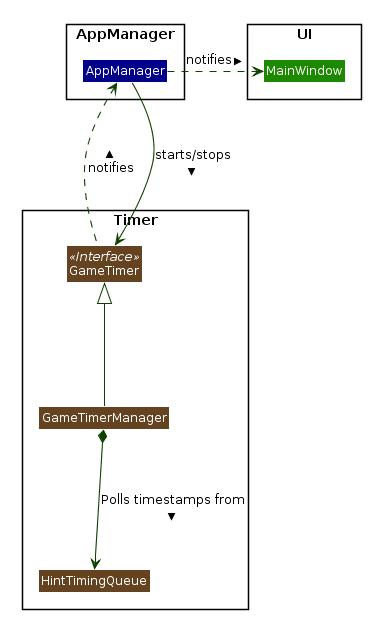 AppManager
UI
notifies ▶
AppManager
MainWindow
starts/stops
▼
▲
notifies
Timer
«Interface»
GameTimer
GameTimerManager
Polls timestamps from
▼
HintTimingQueue